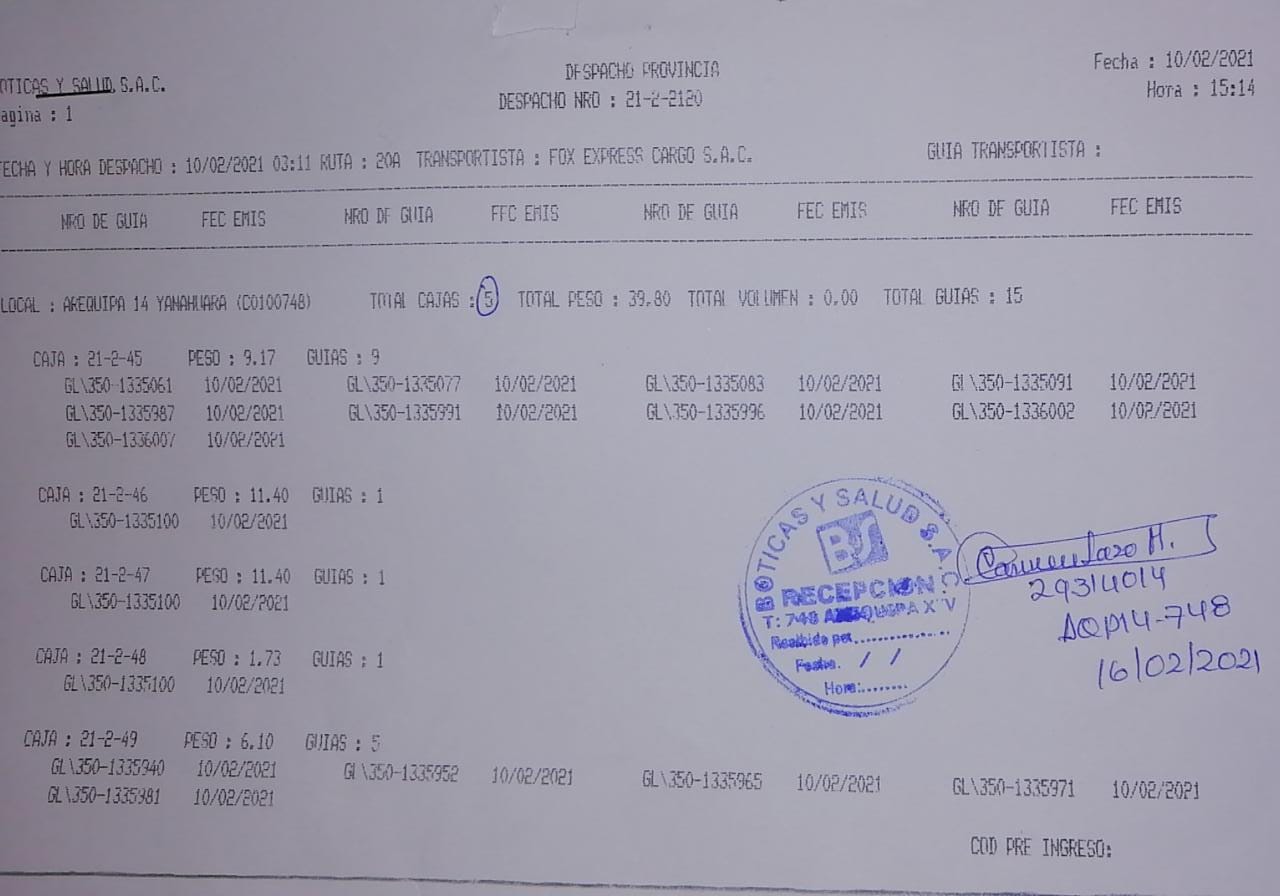 OTICAS Y SALUD S.A.C.
DESPACHO PROVINCIA
Fecha : 10/02/2021
agina : 1
DESPACHO NRO : 21-2-2120
Hora : 15:14
FECHA Y HORA DESPACHO : 10/02/2021 03:11 RUTA : 20A TRANSPORTISTA : FOX EXPRESS CARGO S.A.C. GUIA TRANSPORTISTA :
NRO DE GUIA FEC EMIS NRO DE GUIA FEC EMIS NRO DE GUIA FEC EMIS NRO DE GUIA FEC EMIS
LOCAL : AREQUIPA 14 YANAHUARA (C0100748) TOTAL CAJAS : 5 TOTAL PESO : 39.80 TOTAL VOLUMEN : 0.00 TOTAL GUIAS : 15
CAJA : 21-2-45 PESO : 9.17 GUIAS : 9
GL\350-1335061 10/02/2021 GL\350-1335077 10/02/2021 GL\350-1335083 10/02/2021 GL\350-1335091 10/02/2021
GL\350-1335987 10/02/2021 GL\350-1335991 10/02/2021 GL\350-1335996 10/02/2021 GL\350-1336002 10/02/2021
GL\350-1336007 10/02/2021
CAJA : 21-2-46 PESO : 11.40 GUIAS : 1
GL\350-1335100 10/02/2021
CAJA : 21-2-47 PESO : 11.40 GUIAS : 1
GL\350-1335100 10/02/2021
CAJA : 21-2-48 PESO : 1.73 GUIAS : 1
GL\350-1335100 10/02/2021
CAJA : 21-2-49 PESO : 6.10 GUIAS : 5
GL\350-1335940 10/02/2021 GL\350-1335952 10/02/2021 GL\350-1335965 10/02/2021 GL\350-1335971 10/02/2021
GL\350-1335981 10/02/2021
BOTICAS Y SALUD S.A.C.
BS
RECEPCION
T: 748 AREQUIPA XIV
Recibido por..............
Fecha. / /
Hora:........
Carmen Lazo M.
29314014
AQP14-748
16/02/2021
COD PRE INGRESO: